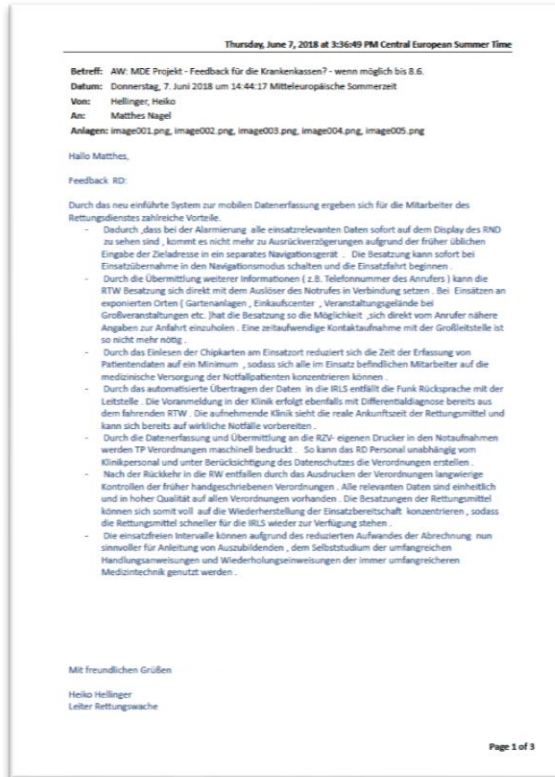 Thursday, June 7, 2018 at 3:36:49 PM Central European Summer Time
Betreff: AW: MDE Projekt - Feedback für die Krankenkassen? - wenn möglich bis 8.6.
Datum: Donnerstag, 7. Juni 2018 um 14:44:17 Mitteleuropäische Sommerzeit
Von: Hellinger, Heiko
An: Matthes Nagel
Anlagen: image001.png, image002.png, image003.png, image004.png, image005.png
Hallo Matthes,
Feedback RD:
Durch das neu einführte System zur mobilen Datenerfassung ergeben sich für die Mitarbeiter des
Rettungsdienstes zahlreiche Vorteile.
- Dadurch ,dass bei der Alarmierung alle einsatzrelevanten Daten sofort auf dem Display des RND
zu sehen sind , kommt es nicht mehr zu Ausrückverzögerungen aufgrund der früher üblichen
Eingabe der Zieladresse in ein separates Navigationsgerät . Die Besatzung kann sofort bei
Einsatzübernahme in den Navigationsmodus schalten und die Einsatzfahrt beginnen .
- Durch die Übermittlung weiterer Informationen ( z.B. Telefonnummer des Anrufers ) kann die
RTW Besatzung sich direkt mit dem Auslöser des Notrufes in Verbindung setzen . Bei Einsätzen an
exponierten Orten ( Gartenanlagen , Einkaufscenter , Veranstaltungsgelände bei
Großveranstaltungen etc. )hat die Besatzung so die Möglichkeit ,sich direkt vom Anrufer nähere
Angaben zur Anfahrt einzuholen . Eine zeitaufwendige Kontaktaufnahme mit der Großleitstelle ist
so nicht mehr nötig .
- Durch das Einlesen der Chipkarten am Einsatzort reduziert sich die Zeit der Erfassung von
Patientendaten auf ein Minimum , sodass sich alle im Einsatz befindlichen Mitarbeiter auf die
medizinische Versorgung der Notfallpatienten konzentrieren können .
- Durch das automatisierte Übertragen der Daten in die IRLS entfällt die Funk Rücksprache mit der
Leitstelle . Die Voranmeldung in der Klinik erfolgt ebenfalls mit Differentialdiagnose bereits aus
dem fahrenden RTW . Die aufnehmende Klinik sieht die reale Ankunftszeit der Rettungsmittel und
kann sich bereits auf wirkliche Notfälle vorbereiten .
- Durch die Datenerfassung und Übermittlung an die RZV- eigenen Drucker in den Notaufnahmen
werden TP Verordnungen maschinell bedruckt . So kann das RD Personal unabhängig vom
Klinikpersonal und unter Berücksichtigung des Datenschutzes die Verordnungen erstellen .
- Nach der Rückkehr in die RW entfallen durch das Ausdrucken der Verordnungen langwierige
Kontrollen der früher handgeschriebenen Verordnungen . Alle relevanten Daten sind einheitlich
und in hoher Qualität auf allen Verordnungen vorhanden . Die Besatzungen der Rettungsmittel
können sich somit voll auf die Wiederherstellung der Einsatzbereitschaft konzentrieren , sodass
die Rettungsmittel schneller für die IRLS wieder zur Verfügung stehen .
- Die einsatzfreien Intervalle können aufgrund des reduzierten Aufwandes der Abrechnung nun
sinnvoller für Anleitung von Auszubildenden , dem Selbststudium der umfangreichen
Handlungsanweisungen und Wiederholungseinweisungen der immer umfangreicheren
Medizintechnik genutzt werden .
Mit freundlichen Grüßen
Heiko Hellinger
Leiter Rettungswache
Page 1 of 3